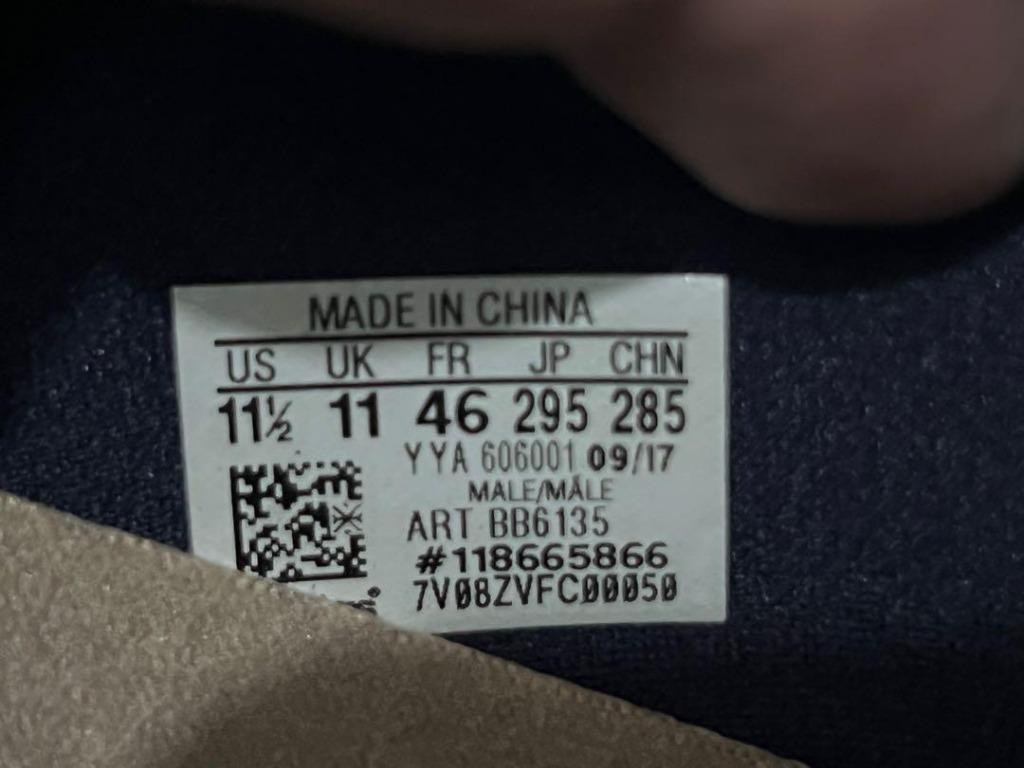 MADE IN CHINA
US UK FR JP CHN
11½ 11 46 295 285
YYA 606001 09/17
MALE/MÂLE
ART BB6135
#118665866
7V08ZVFC00050